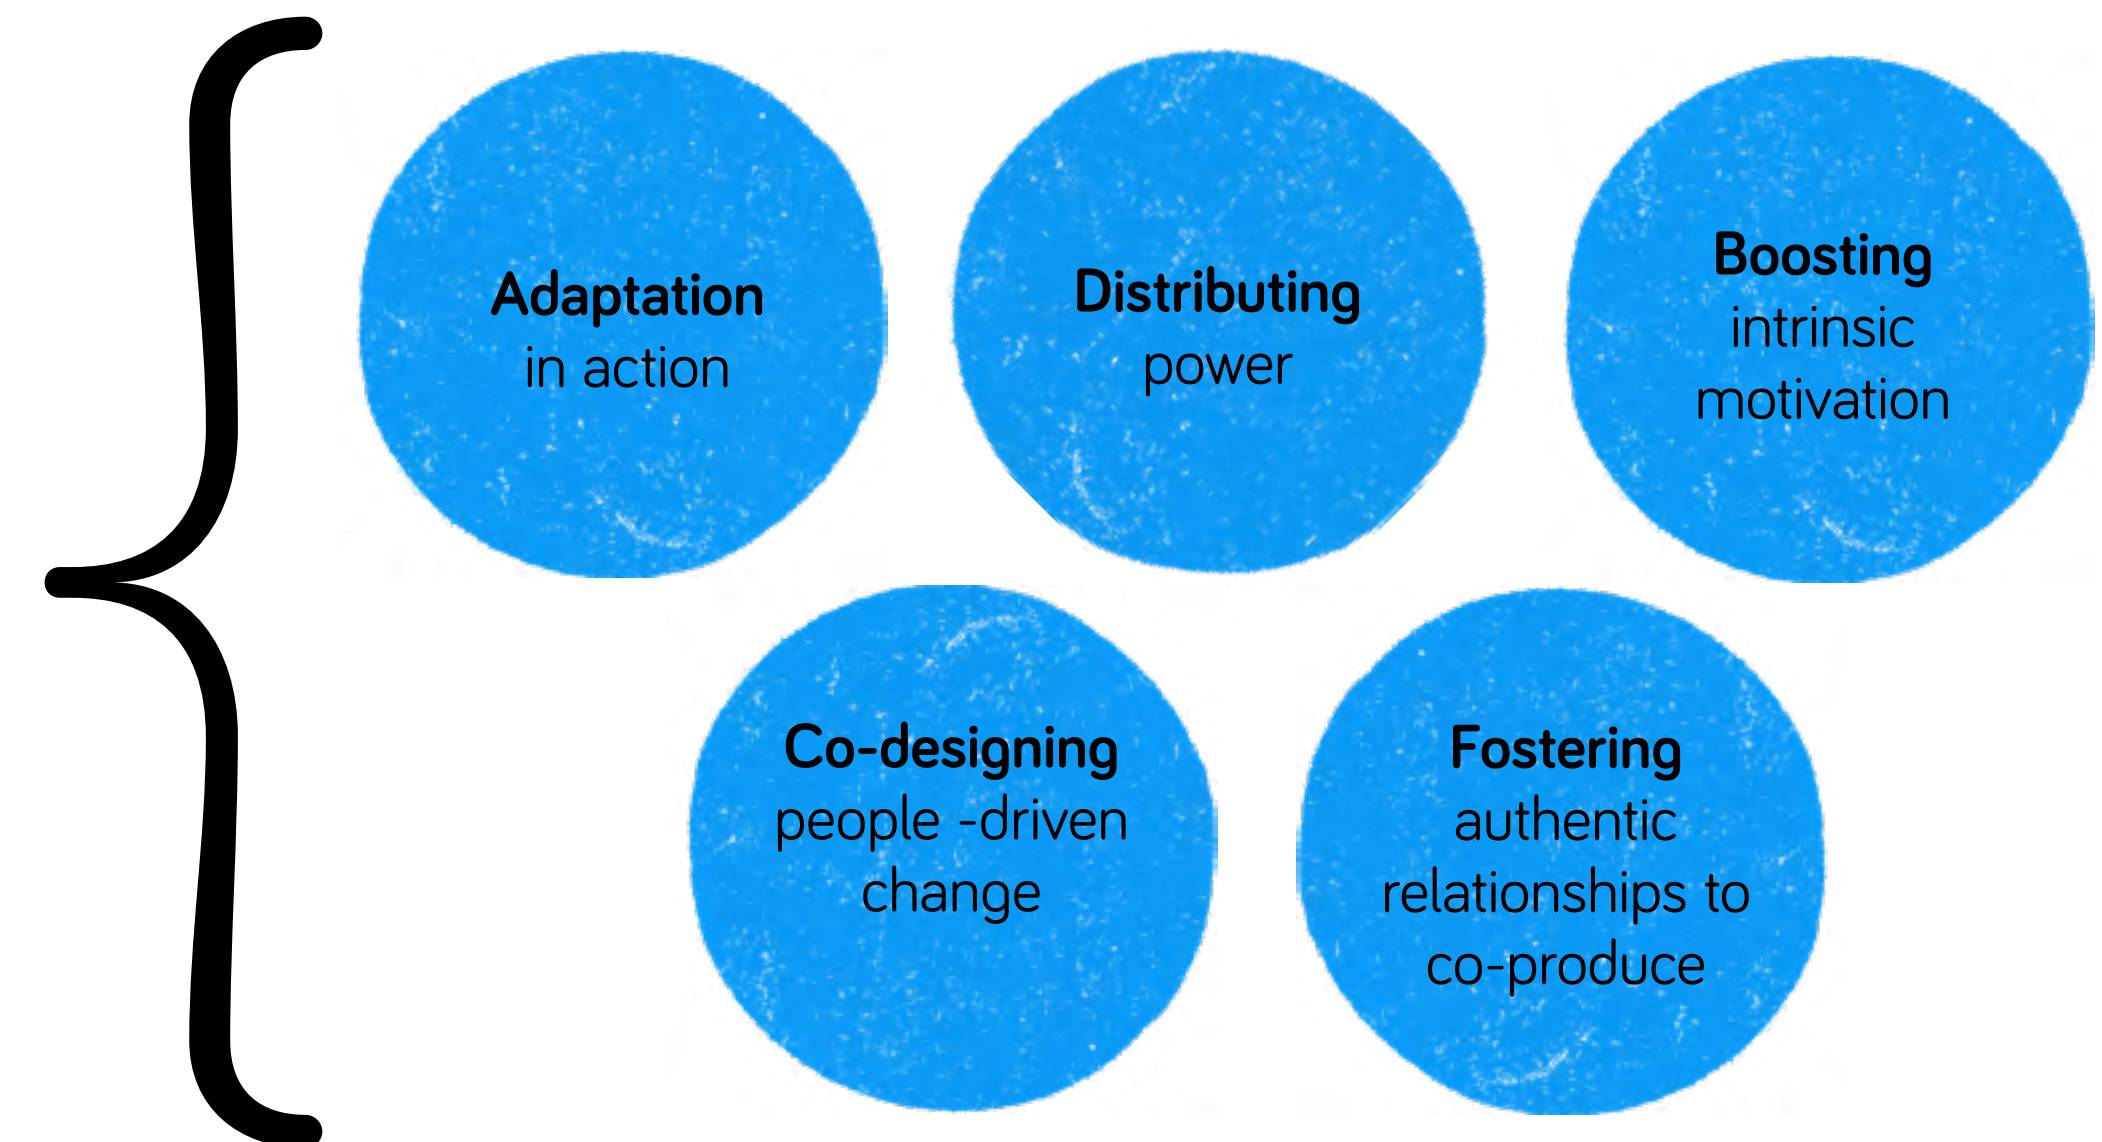 Adaptation
in action
Distributing
power
Boosting
intrinsic
motivation
Co-designing
people -driven
change
Fostering
authentic
relationships to
co-produce